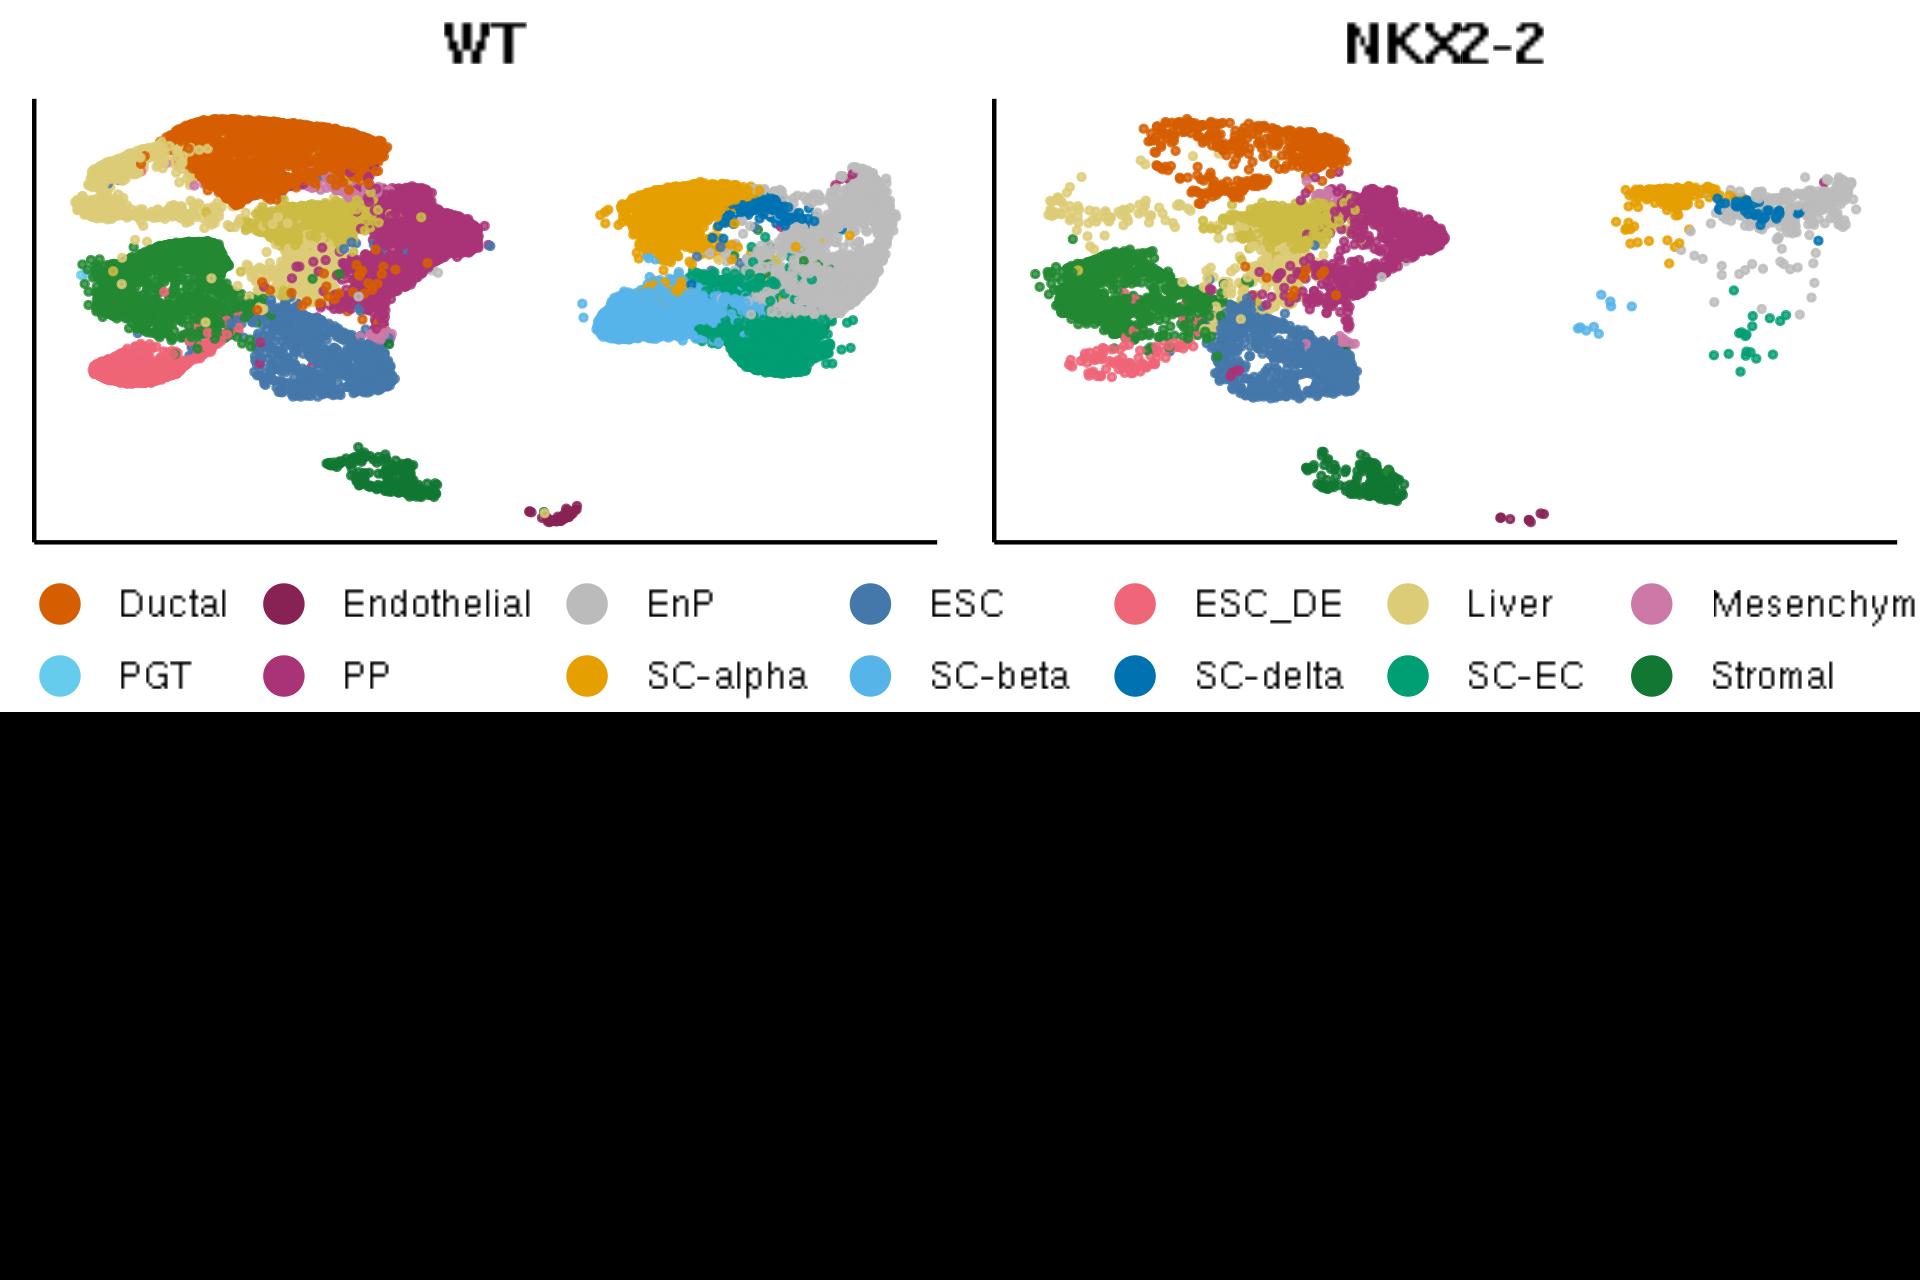 WT NKX2-2
Ductal Endothelial EnP ESC ESC_DE Liver Mesenchym
PGT PP SC-alpha SC-beta SC-delta SC-EC Stromal